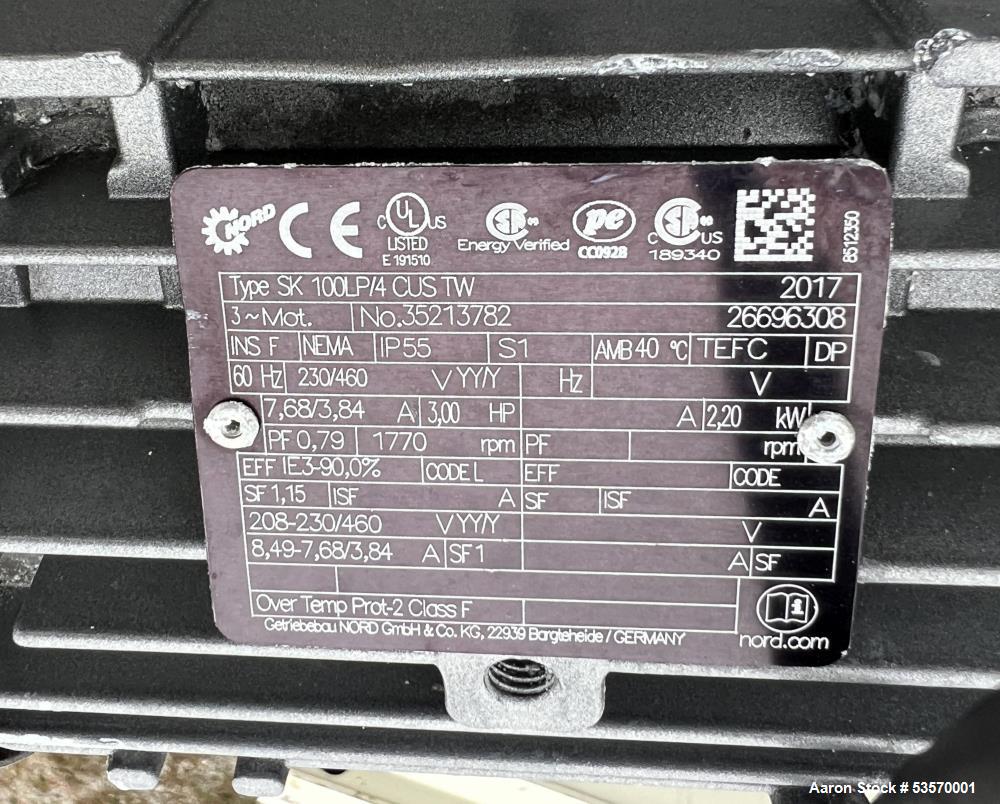 NORD CE c UL US LISTED E 191510 CSA Energy Verified pe CC092B c SA US 189340 8512350
Type SK 100LP/4 CUS TW 2017
3~Mot. No.35213782 26696308
INS F NEMA IP55 S1 AMB 40 °C TEFC DP
60 Hz 230/460 V YY/Y Hz V
7,68/3,84 A 3,00 HP A 2,20 kW
PF 0,79 1770 rpm PF rpm
EFF IE3-90,0% CODE L EFF CODE
SF 1,15 ISF A SF ISF A
208-230/460 V YY/Y V
8,49-7,68/3,84 A SF 1 A SF
Over Temp Prot-2 Class F
Getriebebau NORD GmbH & Co. KG, 22939 Bargteheide / GERMANY
nord.com
Aaron Stock # 53570001